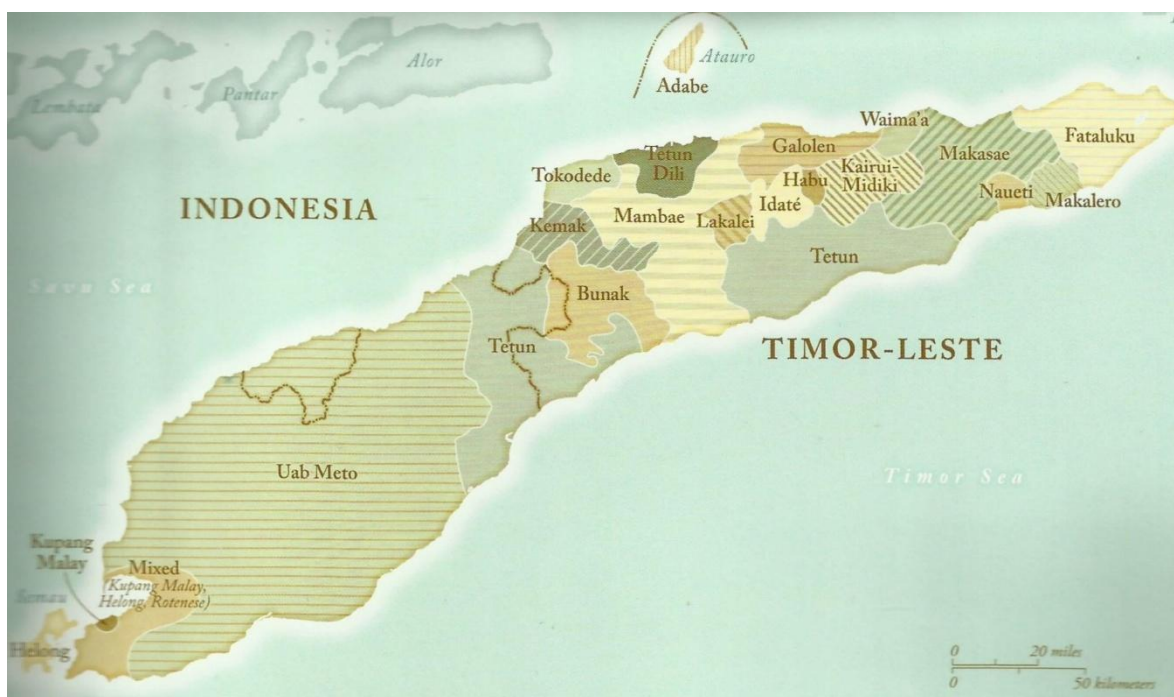 Lembata
Pantar
Alor
Atauro
Adabe
INDONESIA
TIMOR-LESTE
Savu Sea
Timor Sea
Waima'a
Fataluku
Galolen
Makasae
Tetun
Dili
Kairui-
Midiki
Tokodede
Habu
Naueti
Makalero
Idaté
Mambae
Lakalei
Kemak
Tetun
Bunak
Tetun
Uab Meto
Kupang
Malay
Mixed
(Kupang Malay,
Helong, Rotenese)
Semau
Helong
0 20 miles
0 50 kilometers